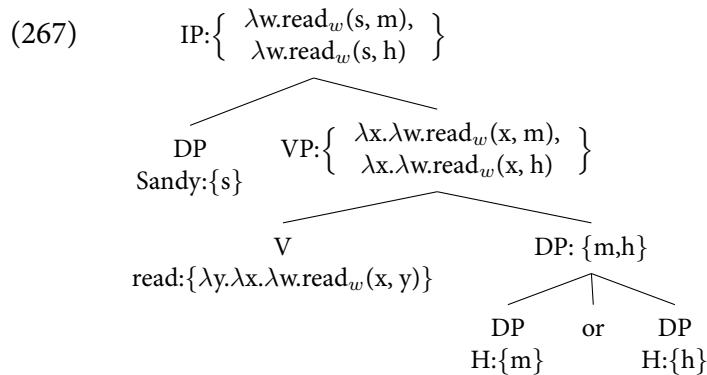 (267)
IP:{ λw.read_w(s, m),
λw.read_w(s, h) }
DP
Sandy:{s}
VP:{ λx.λw.read_w(x, m),
λx.λw.read_w(x, h) }
V
read:{λy.λx.λw.read_w(x, y)}
DP: {m,h}
DP or DP
H:{m} H:{h}